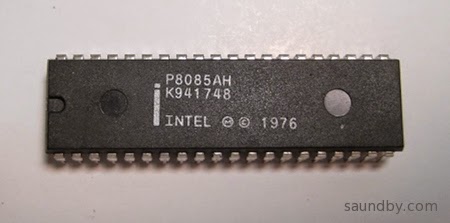 P8085AH
K941748
INTEL Ⓜ © 1976
saundby.com